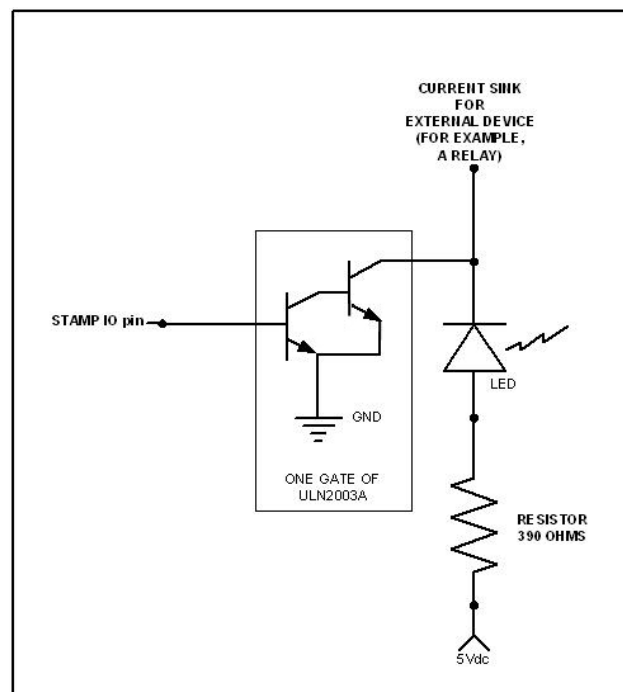 CURRENT SINK
FOR
EXTERNAL DEVICE
(FOR EXAMPLE,
A RELAY)
STAMP IO pin
LED
GND
ONE GATE OF
ULN2003A
RESISTOR
390 OHMS
5Vdc